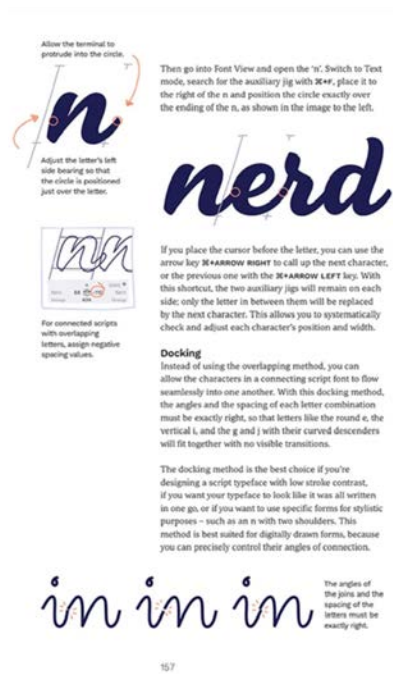 Allow the terminal to
protrude into the circle.
n
Adjust the letter's left
side bearing so that
the circle is positioned
just over the letter.
nn
For connected scripts
with overlapping
letters, assign negative
spacing values.
Then go into Font View and open the 'n'. Switch to Text
mode, search for the auxiliary jig with ⌘+F, place it to
the right of the n and position the circle exactly over
the ending of the n, as shown in the image to the left.
nerd
If you place the cursor before the letter, you can use the
arrow key ⌘+ARROW RIGHT to call up the next character,
or the previous one with the ⌘+ARROW LEFT key. With
this shortcut, the two auxiliary jigs will remain on each
side; only the letter in between them will be replaced
by the next character. This allows you to systematically
check and adjust each character's position and width.
Docking
Instead of using the overlapping method, you can
allow the characters in a connecting script font to flow
seamlessly into one another. With this docking method,
the angles and the spacing of each letter combination
must be exactly right, so that letters like the round e, the
vertical i, and the g and j with their curved descenders
will fit together with no visible transitions.
The docking method is the best choice if you're
designing a script typeface with low stroke contrast,
if you want your typeface to look like it was all written
in one go, or if you want to use specific forms for stylistic
purposes – such as an n with two shoulders. This
method is best suited for digitally drawn forms, because
you can precisely control their angles of connection.
in in in
The angles of
the joins and the
spacing of the
letters must be
exactly right.
157